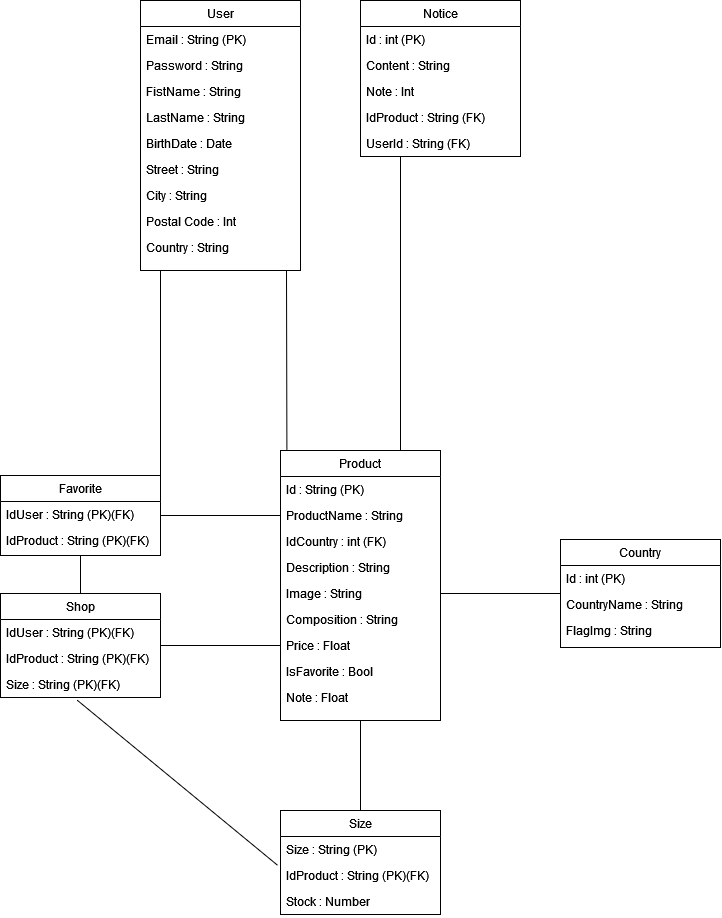 User
Email : String (PK)
Password : String
FistName : String
LastName : String
BirthDate : Date
Street : String
City : String
Postal Code : Int
Country : String
Notice
Id : int (PK)
Content : String
Note : Int
IdProduct : String (FK)
UserId : String (FK)
Favorite
IdUser : String (PK)(FK)
IdProduct : String (PK)(FK)
Shop
IdUser : String (PK)(FK)
IdProduct : String (PK)(FK)
Size : String (PK)(FK)
Product
Id : String (PK)
ProductName : String
IdCountry : int (FK)
Description : String
Image : String
Composition : String
Price : Float
IsFavorite : Bool
Note : Float
Country
Id : int (PK)
CountryName : String
FlagImg : String
Size
Size : String (PK)
IdProduct : String (PK)(FK)
Stock : Number